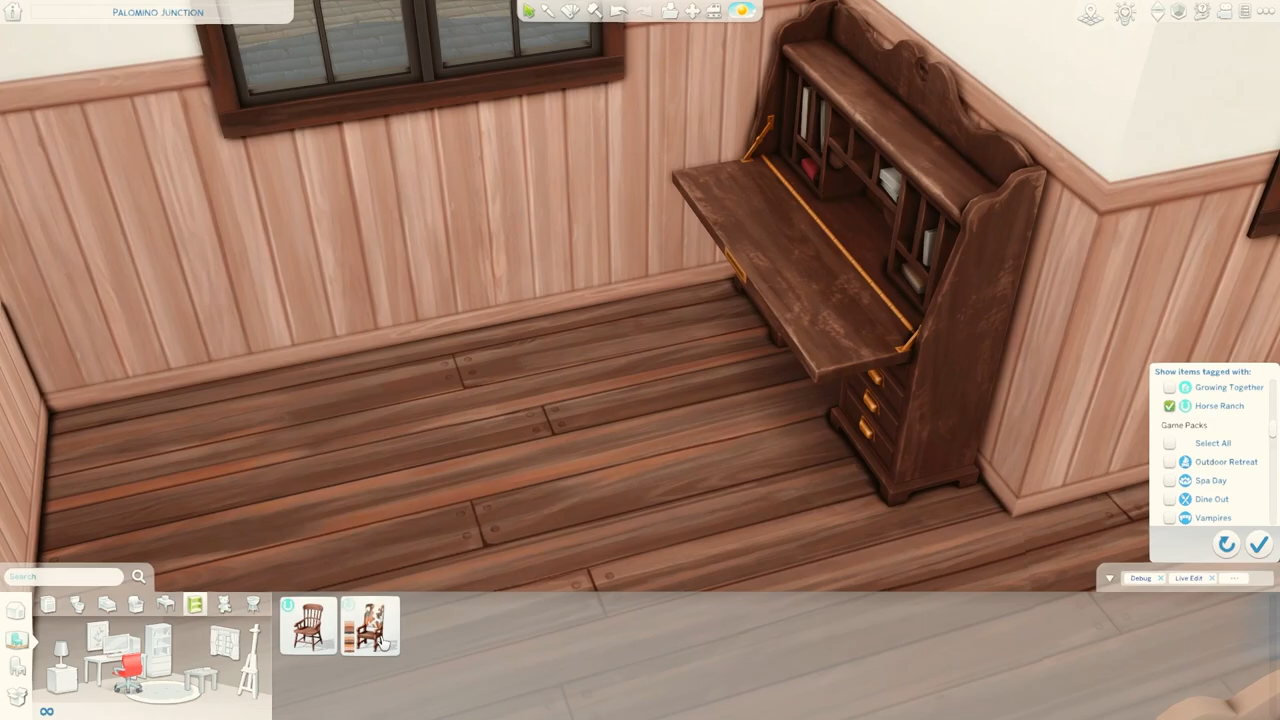 Palomino Junction
Show items tagged with:
Growing Together
Horse Ranch
Game Packs
Select All
Outdoor Retreat
Spa Day
Dine Out
Vampires
Search
Debug
Live Edit
...